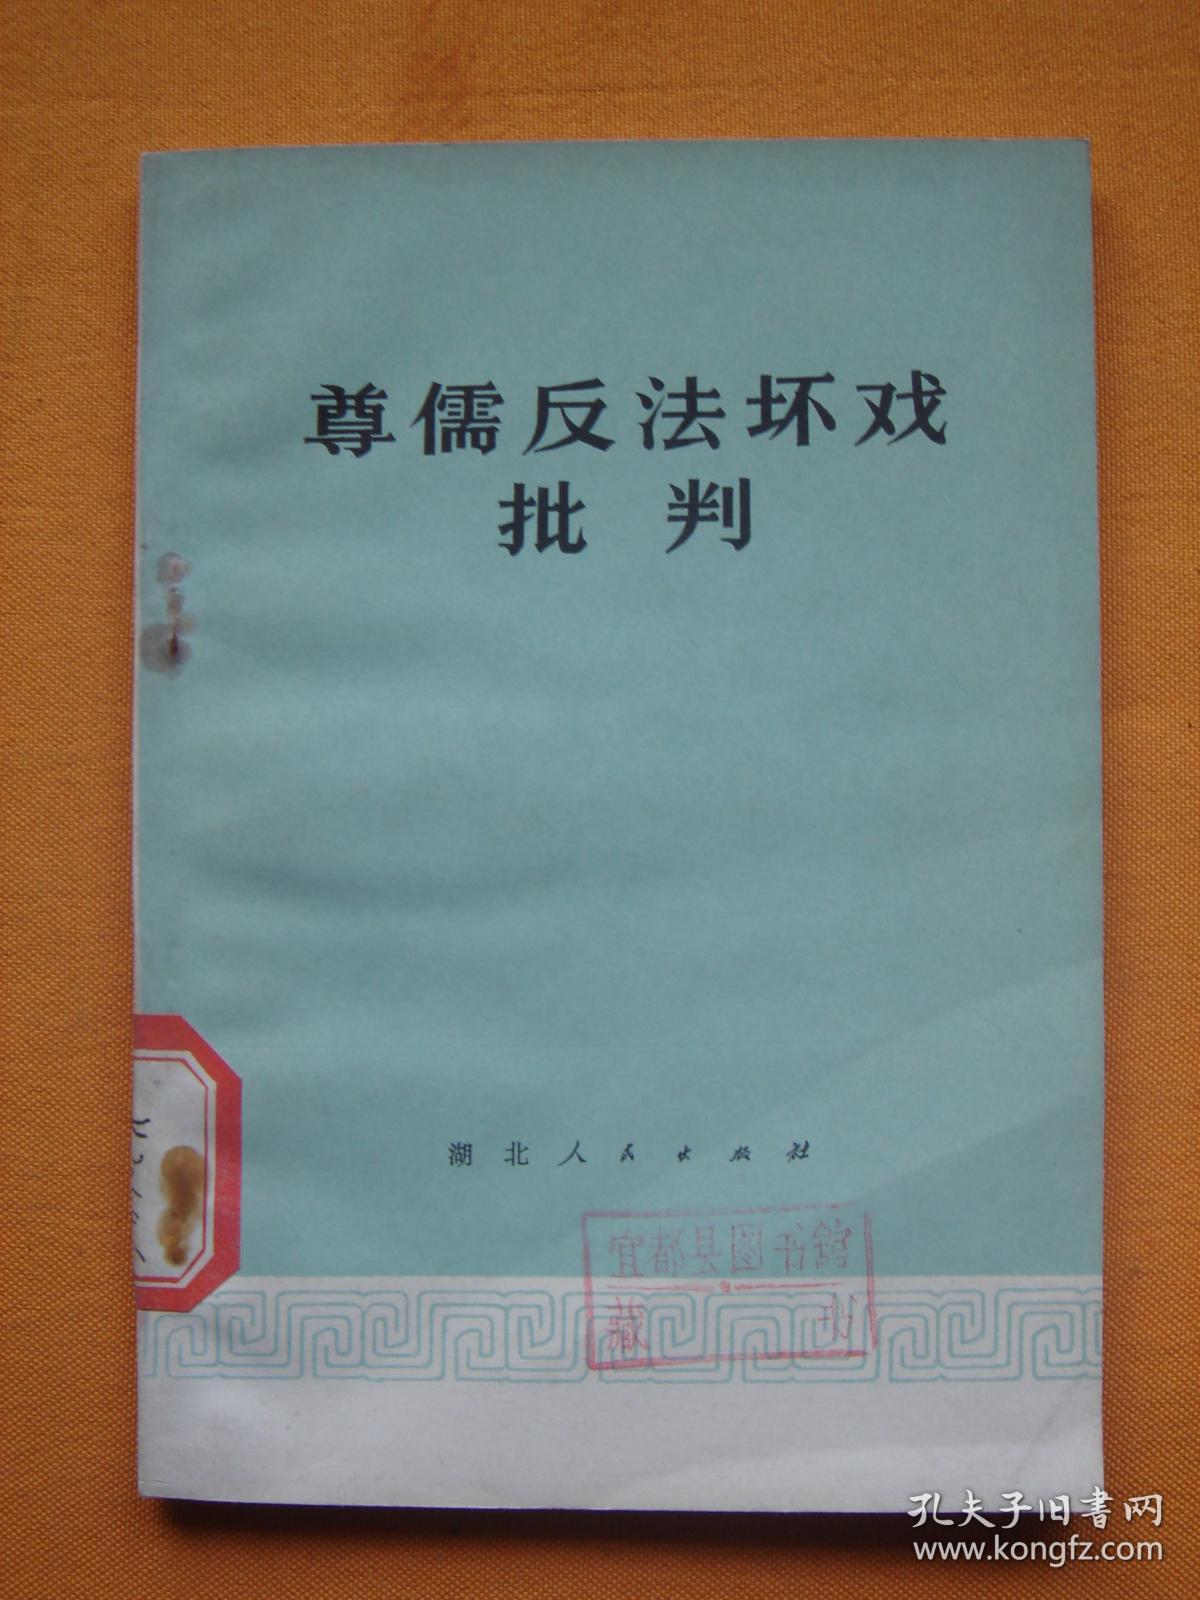 尊儒反法坏戏
批判
湖北人民出版社
宜都县图书馆
藏书
孔夫子旧书网
www.kongfz.com